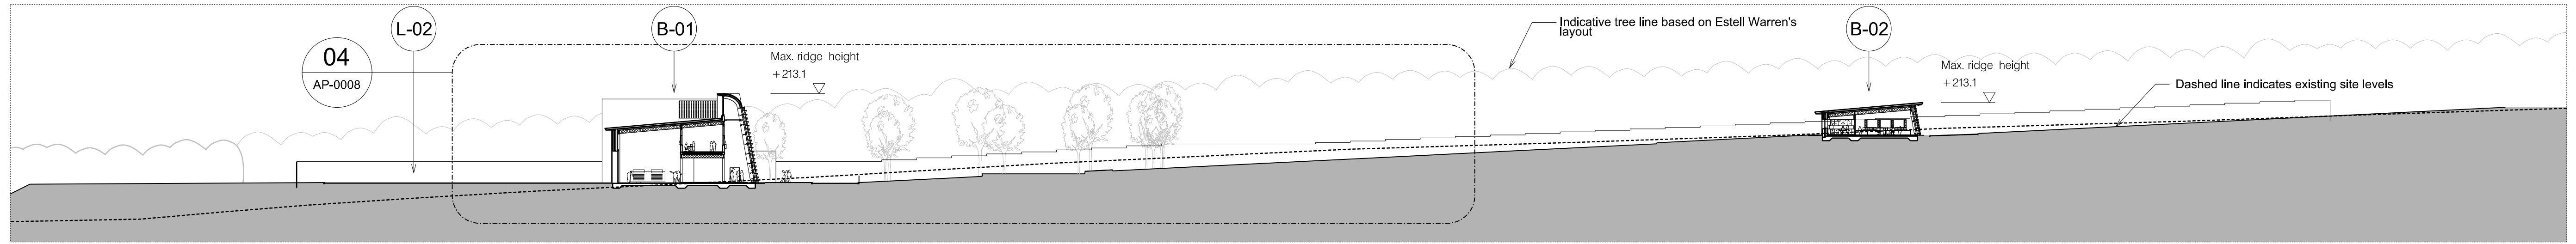 L-02
B-01
04
AP-0008
Max. ridge height
+213.1
Indicative tree line based on Estell Warren's
layout
B-02
Max. ridge height
+213.1
Dashed line indicates existing site levels